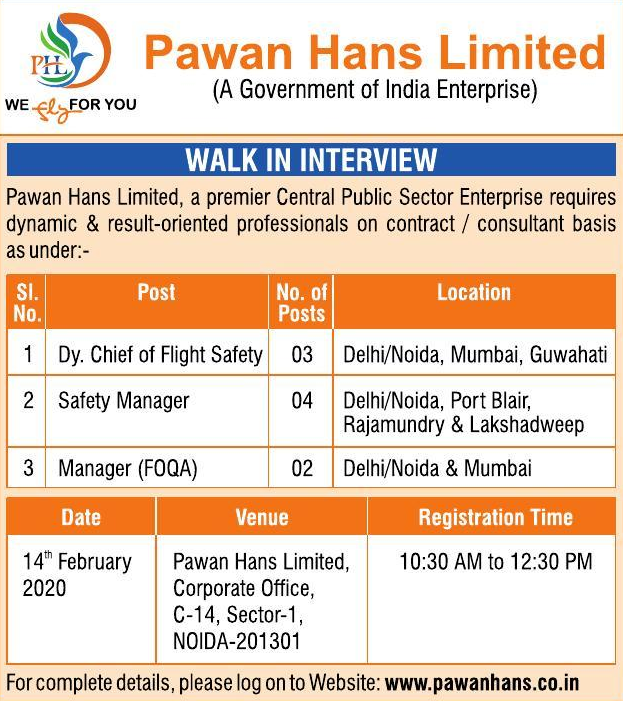 PHL
WE fly FOR YOU
Pawan Hans Limited
(A Government of India Enterprise)
WALK IN INTERVIEW
Pawan Hans Limited, a premier Central Public Sector Enterprise requires
dynamic & result-oriented professionals on contract / consultant basis
as under:-
Sl. No. Post No. of Posts Location
1 Dy. Chief of Flight Safety 03 Delhi/Noida, Mumbai, Guwahati
2 Safety Manager 04 Delhi/Noida, Port Blair,
Rajamundry & Lakshadweep
3 Manager (FOQA) 02 Delhi/Noida & Mumbai
Date Venue Registration Time
14th February Pawan Hans Limited, 10:30 AM to 12:30 PM
2020 Corporate Office,
C-14, Sector-1,
NOIDA-201301
For complete details, please log on to Website: www.pawanhans.co.in